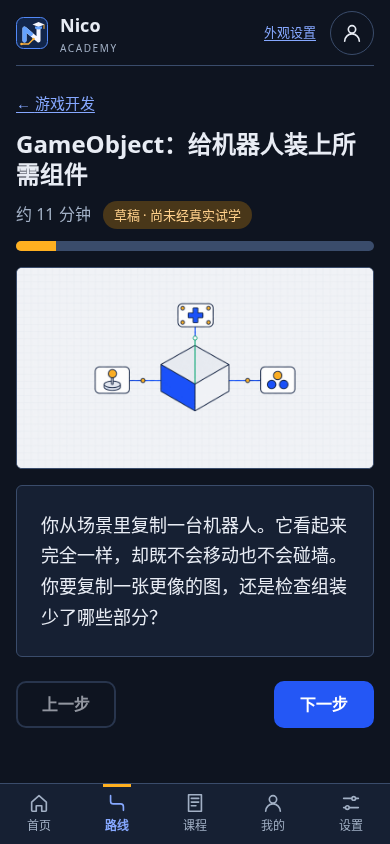 Nico
ACADEMY
外观设置
← 游戏开发
GameObject：给机器人装上所
需组件
约 11 分钟
草稿 · 尚未经真实试学
你从场景里复制一台机器人。它看起来
完全一样，却既不会移动也不会碰墙。
你要复制一张更像的图，还是检查组装
少了哪些部分？
上一步
下一步
首页
路线
课程
我的
设置